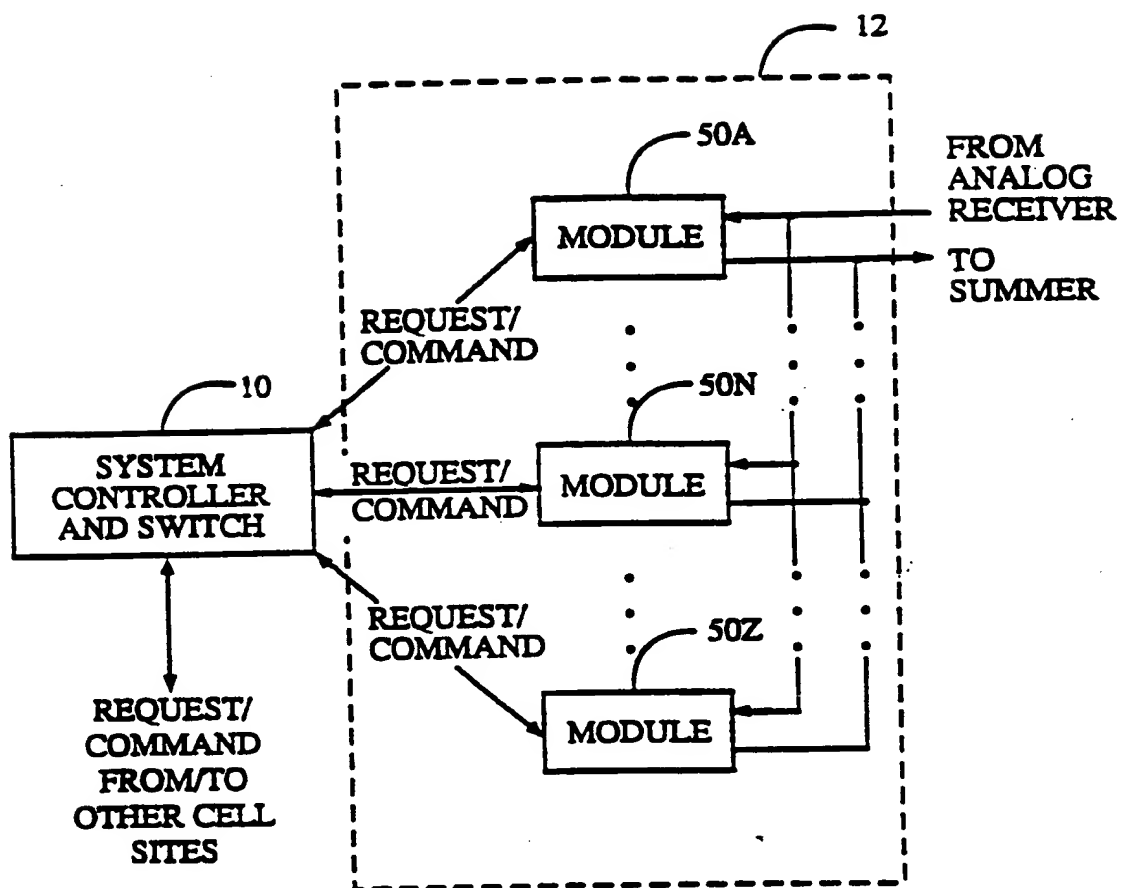 12
50A
FROM
ANALOG
RECEIVER
MODULE
TO
SUMMER
REQUEST/
COMMAND
10
50N
SYSTEM
CONTROLLER
AND SWITCH
REQUEST/
COMMAND
MODULE
REQUEST/
COMMAND
50Z
MODULE
REQUEST/
COMMAND
FROM/TO
OTHER CELL
SITES